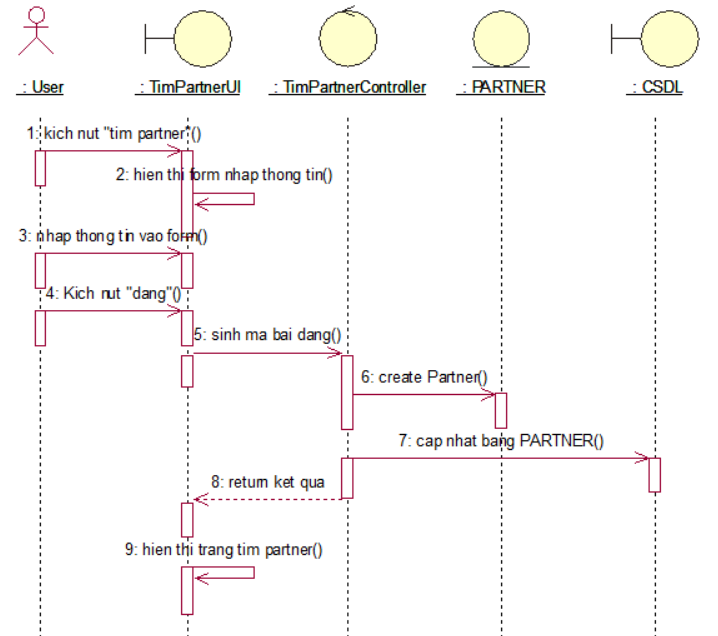 : User
: TimPartnerUI
: TimPartnerController
: PARTNER
: CSDL
1: kich nut "tim partner"()
2: hien thi form nhap thong tin()
3: nhap thong tin vao form()
4: Kich nut "dang"()
5: sinh ma bai dang()
6: create Partner()
7: cap nhat bang PARTNER()
8: return ket qua
9: hien thi trang tim partner()